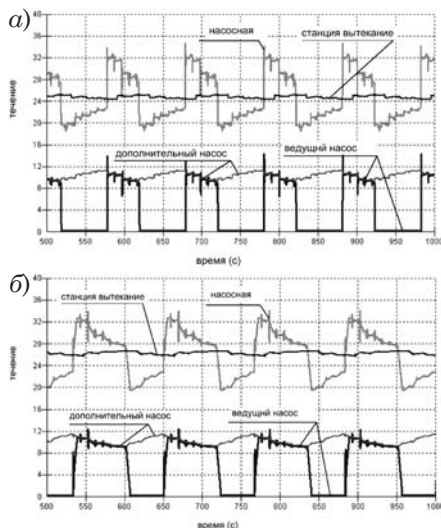 а)
40
36
32
28
24
20
16
12
8
4
0
течение
насосная
станция вытекание
дополнительный насос
ведущнй насос
500 550 600 650 700 750 800 850 900 950 1000
время (с)
б)
40
36
32
28
24
20
16
12
8
4
0
течение
станция вытекание
насосная
дополнительный насос
ведущнй насос
500 550 600 650 700 750 800 850 900 950 1000
время (с)